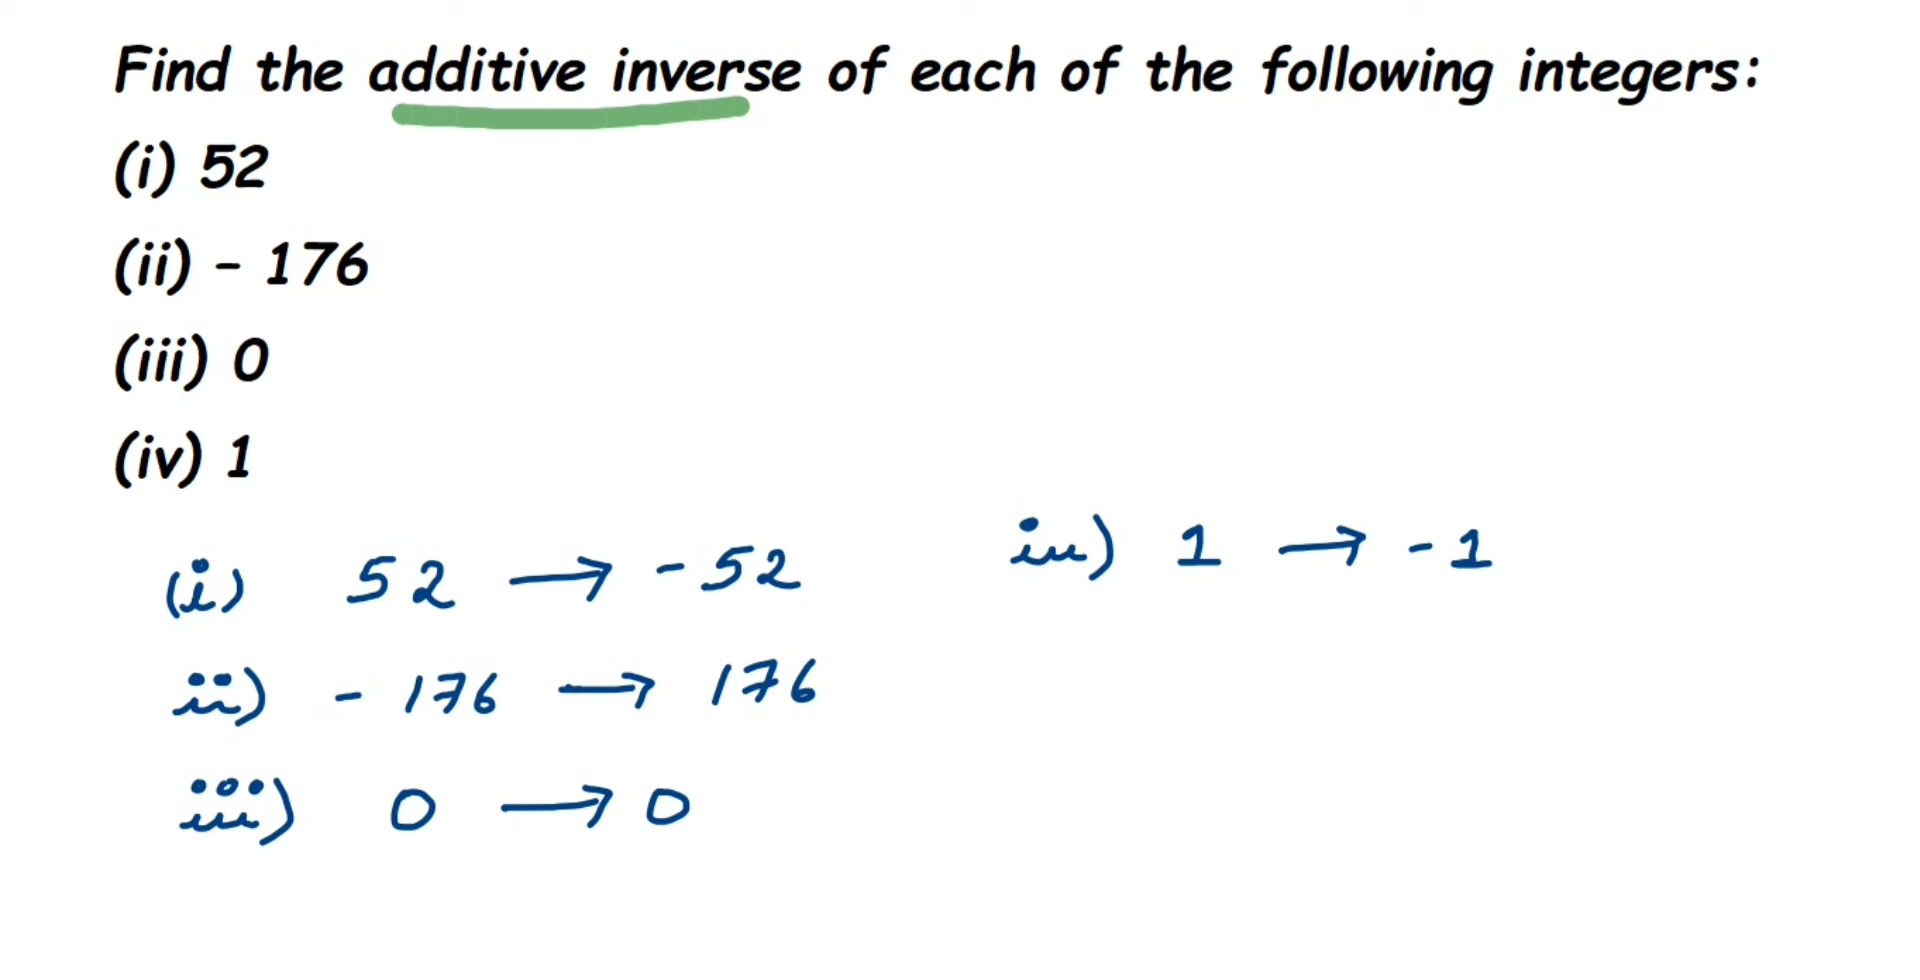 Find the additive inverse of each of the following integers:
(i) 52
(ii) - 176
(iii) 0
(iv) 1
(i) 52 → - 52
ii) - 176 → 176
iii) 0 → 0
iv) 1 → - 1